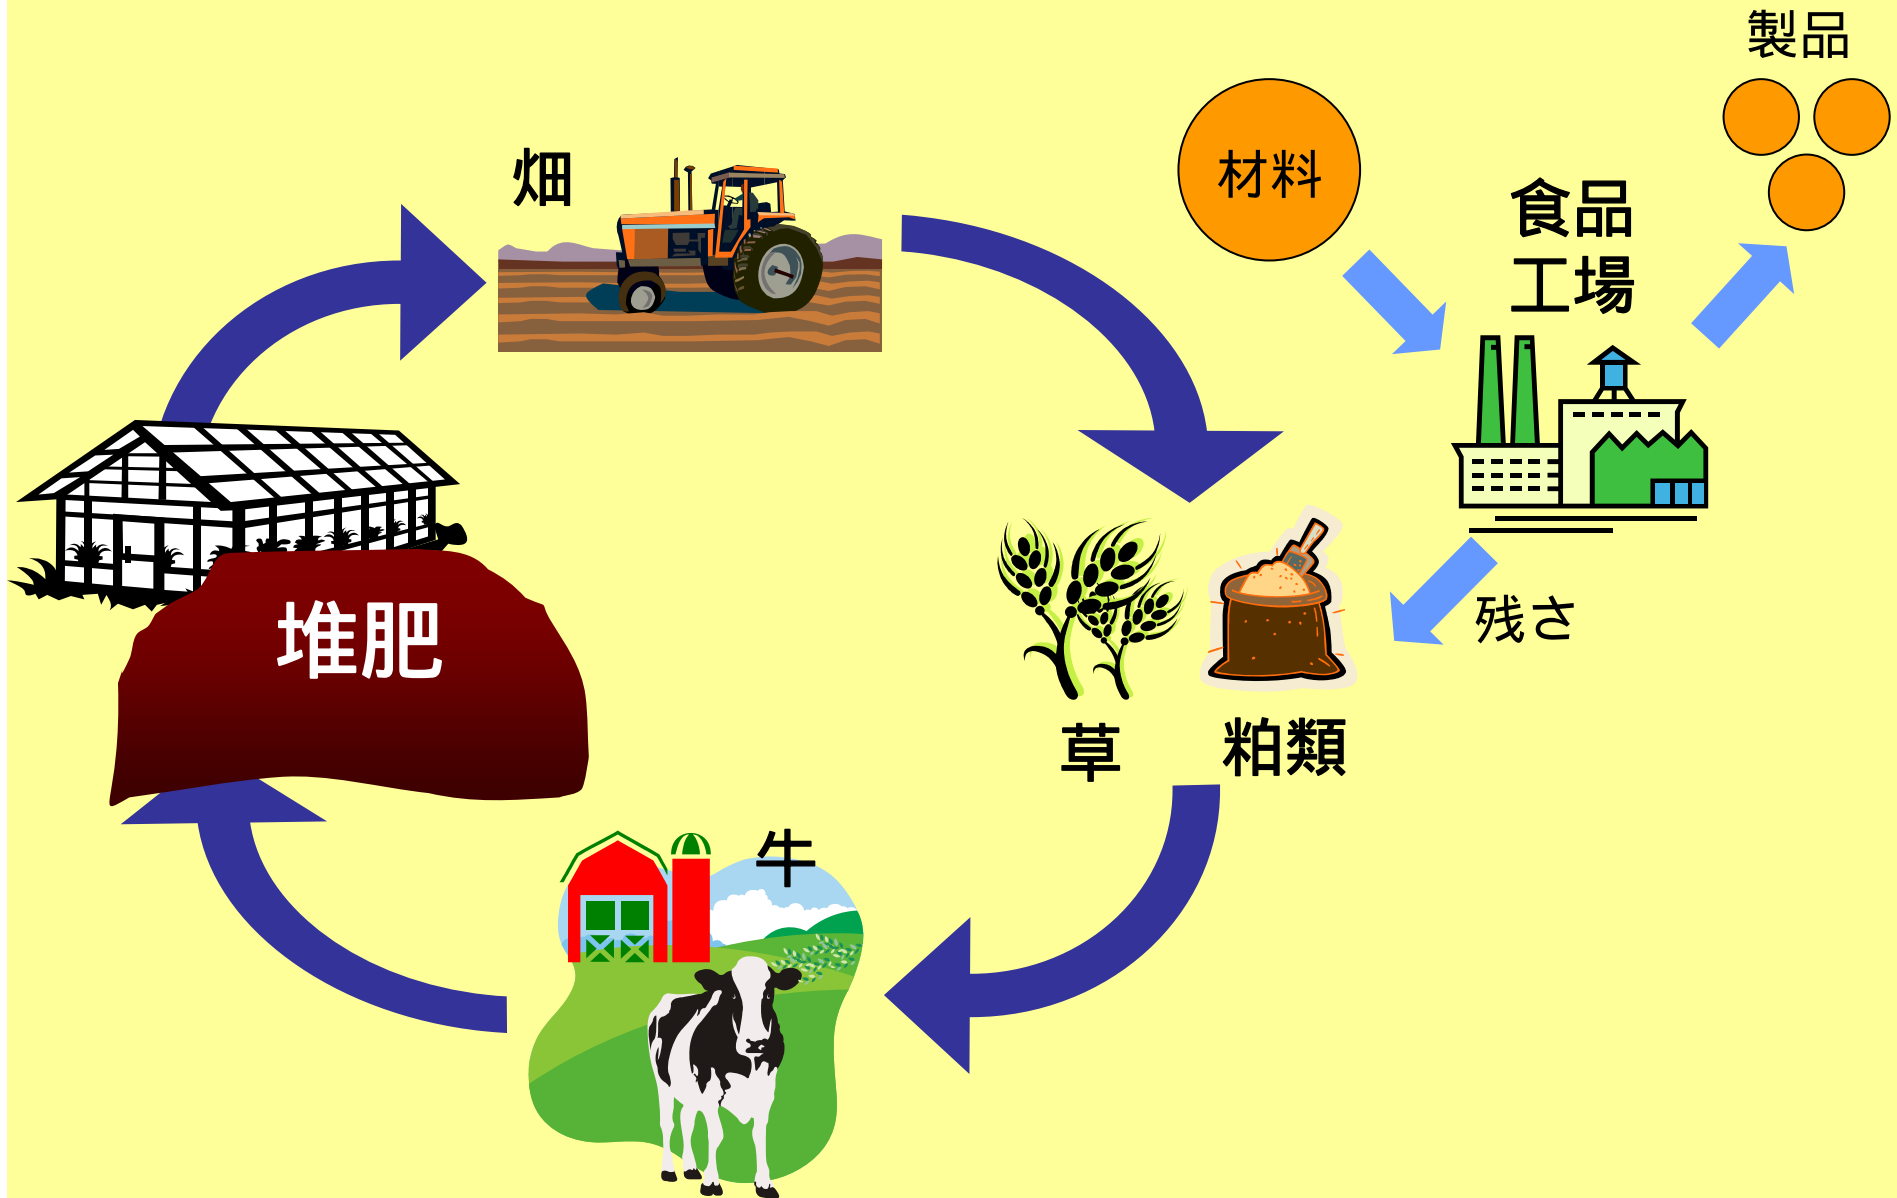 製品
畑
材料
食品
工場
堆肥
残さ
草
粕類
牛